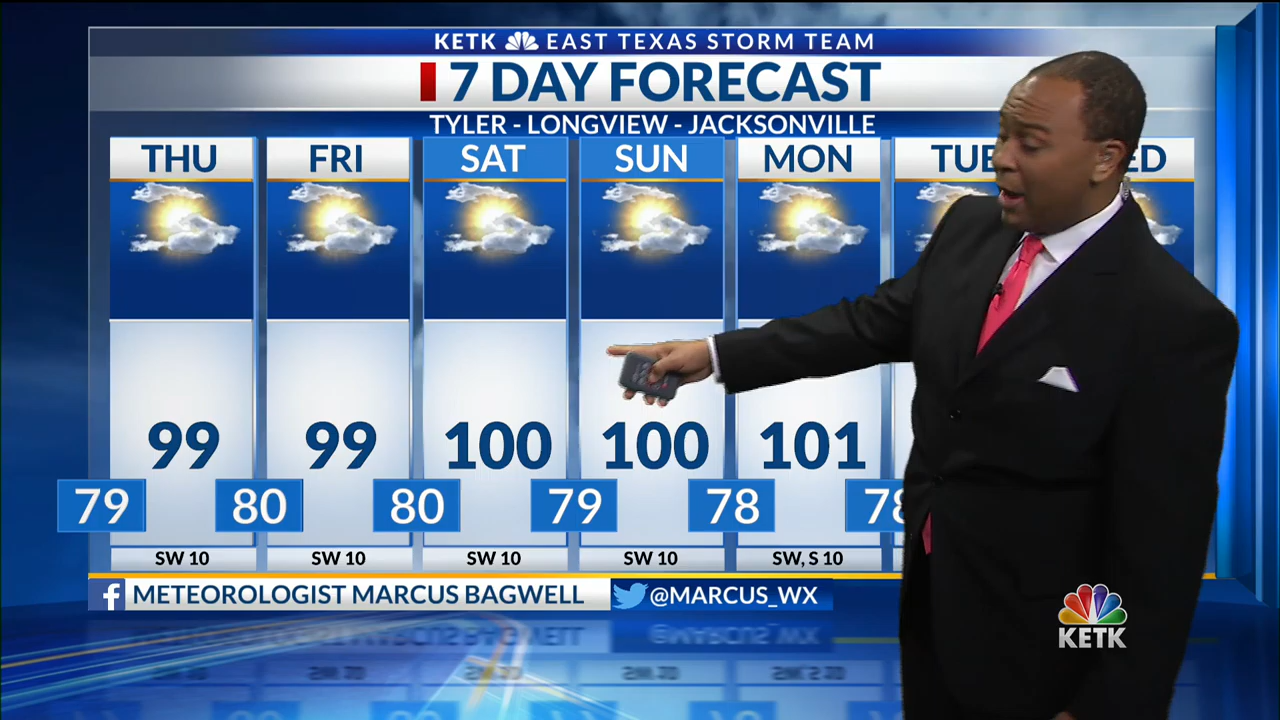 KETK EAST TEXAS STORM TEAM
7 DAY FORECAST
TYLER - LONGVIEW - JACKSONVILLE
THU FRI SAT SUN MON
99 99 100 100 101
79 80 80 79 78
SW 10 SW 10 SW 10 SW 10 SW, S 10
f METEOROLOGIST MARCUS BAGWELL @MARCUS_WX
KETK